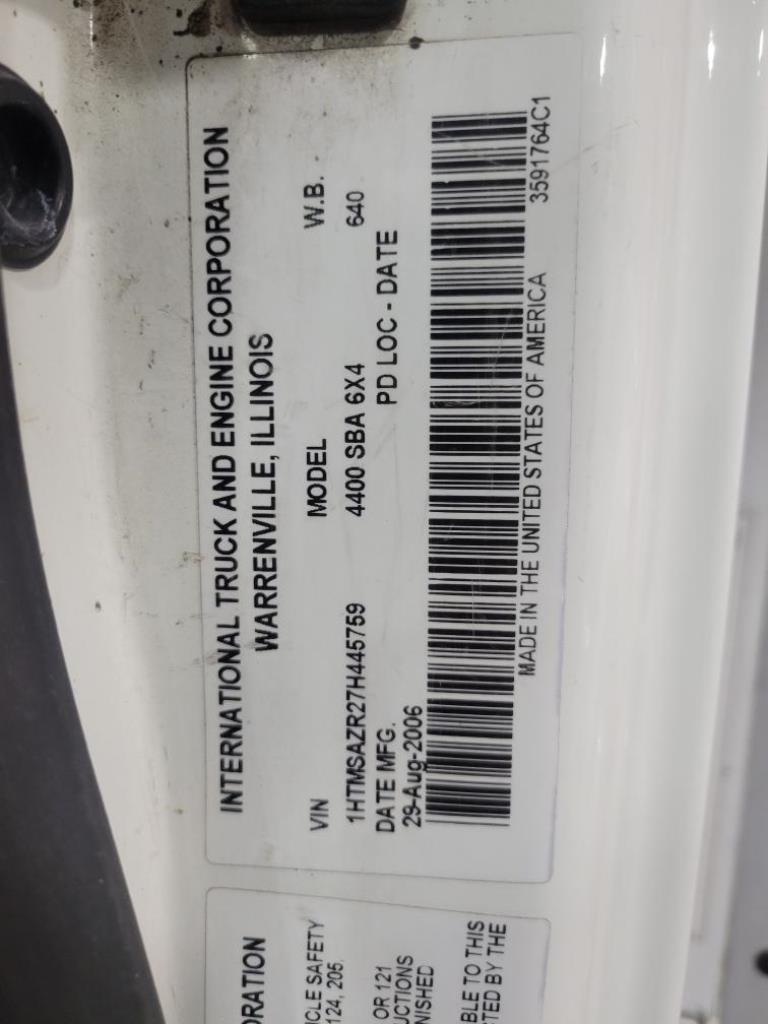 INTERNATIONAL TRUCK AND ENGINE CORPORATION
WARRENVILLE, ILLINOIS
VIN MODEL W.B.
1HTMSAZR27H445759 4400 SBA 6X4 640
DATE MFG. PD LOC - DATE
29-Aug-2006
MADE IN THE UNITED STATES OF AMERICA 3591764C1
ORATION
ICLE SAFETY
124, 205,
OR 121
UCTIONS
NISHED
BLE TO THIS
TED BY THE